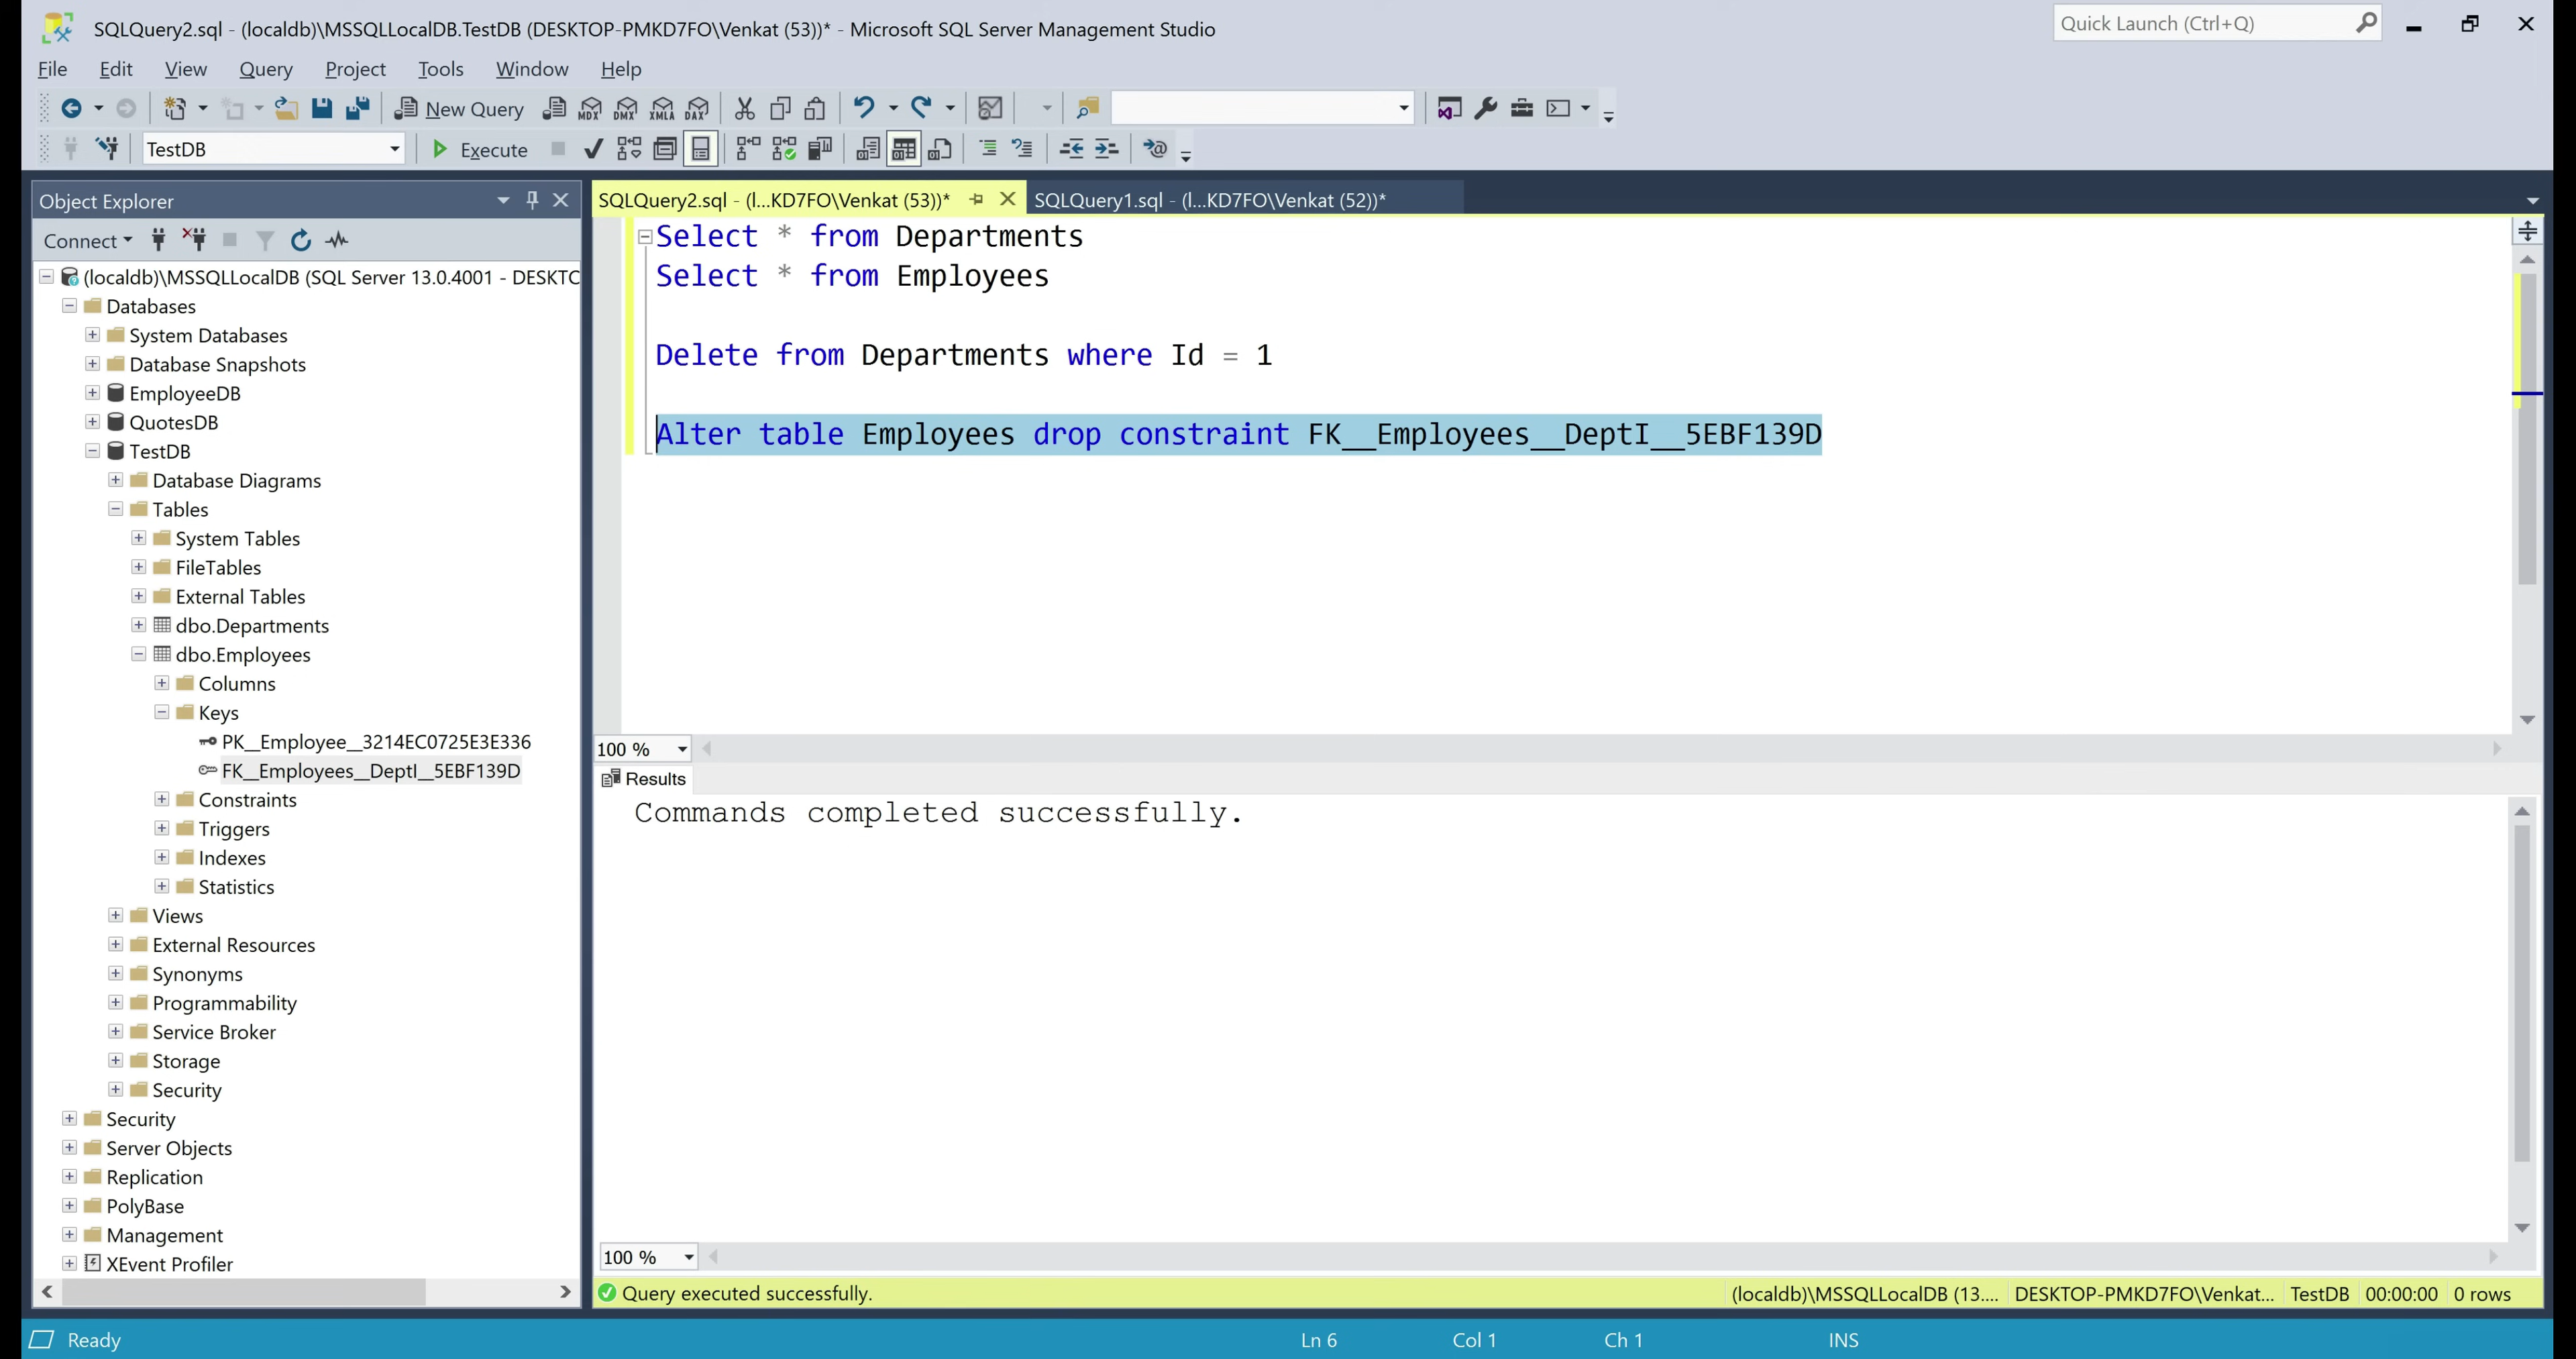 SQLQuery2.sql - (localdb)\MSSQLLocalDB.TestDB (DESKTOP-PMKD7FO\Venkat (53))* - Microsoft SQL Server Management Studio
Quick Launch (Ctrl+Q)
File Edit View Query Project Tools Window Help
New Query MDX DMX XMLA DAX
TestDB Execute
Object Explorer
SQLQuery2.sql - (l...KD7FO\Venkat (53))* SQLQuery1.sql - (l...KD7FO\Venkat (52))*
Connect
(localdb)\MSSQLLocalDB (SQL Server 13.0.4001 - DESKTC
Databases
System Databases
Database Snapshots
EmployeeDB
QuotesDB
TestDB
Database Diagrams
Tables
System Tables
FileTables
External Tables
dbo.Departments
dbo.Employees
Columns
Keys
PK__Employee__3214EC0725E3E336
FK__Employees__DeptI__5EBF139D
Constraints
Triggers
Indexes
Statistics
Views
External Resources
Synonyms
Programmability
Service Broker
Storage
Security
Security
Server Objects
Replication
PolyBase
Management
XEvent Profiler
Select * from Departments
Select * from Employees
Delete from Departments where Id = 1
Alter table Employees drop constraint FK__Employees__DeptI__5EBF139D
100 %
Results
Commands completed successfully.
100 %
Query executed successfully. (localdb)\MSSQLLocalDB (13.... DESKTOP-PMKD7FO\Venkat... TestDB 00:00:00 0 rows
Ready Ln 6 Col 1 Ch 1 INS